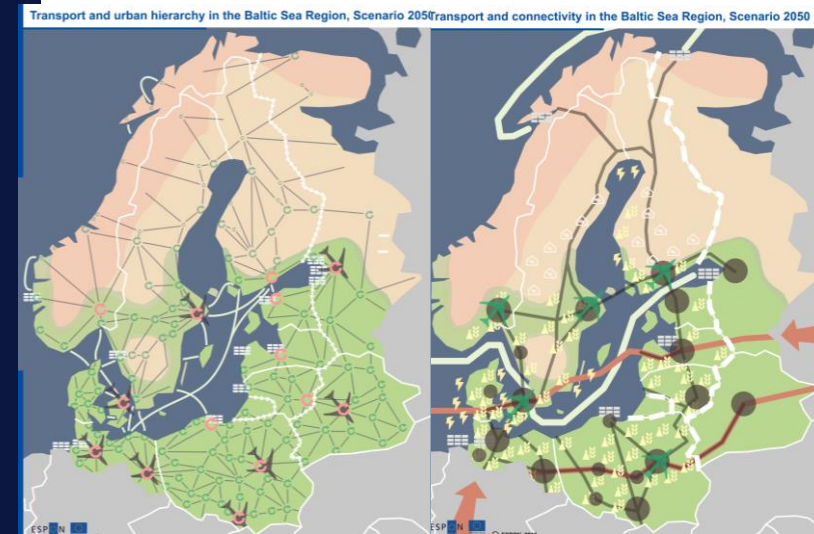 Transport and urban hierarchy in the Baltic Sea Region, Scenario 2050
Transport and connectivity in the Baltic Sea Region, Scenario 2050
ESPON
ESPON